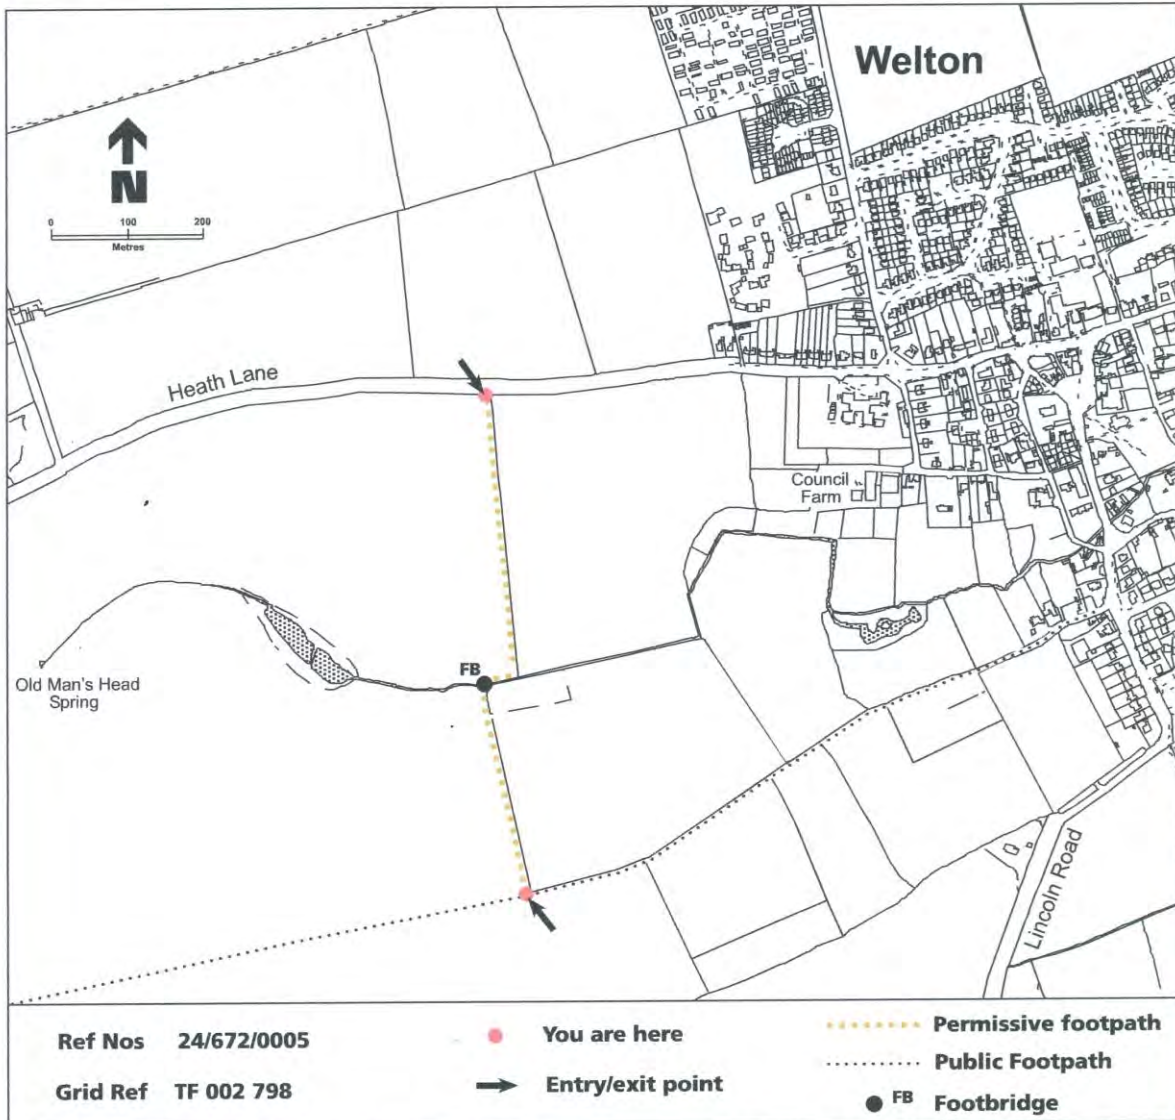 Welton
N
0 100 200
Metres
Heath Lane
Council
Farm
FB
Old Man's Head
Spring
Lincoln Road
Ref Nos 24/672/0005
Grid Ref TF 002 798
You are here
Entry/exit point
Permissive footpath
Public Footpath
FB Footbridge